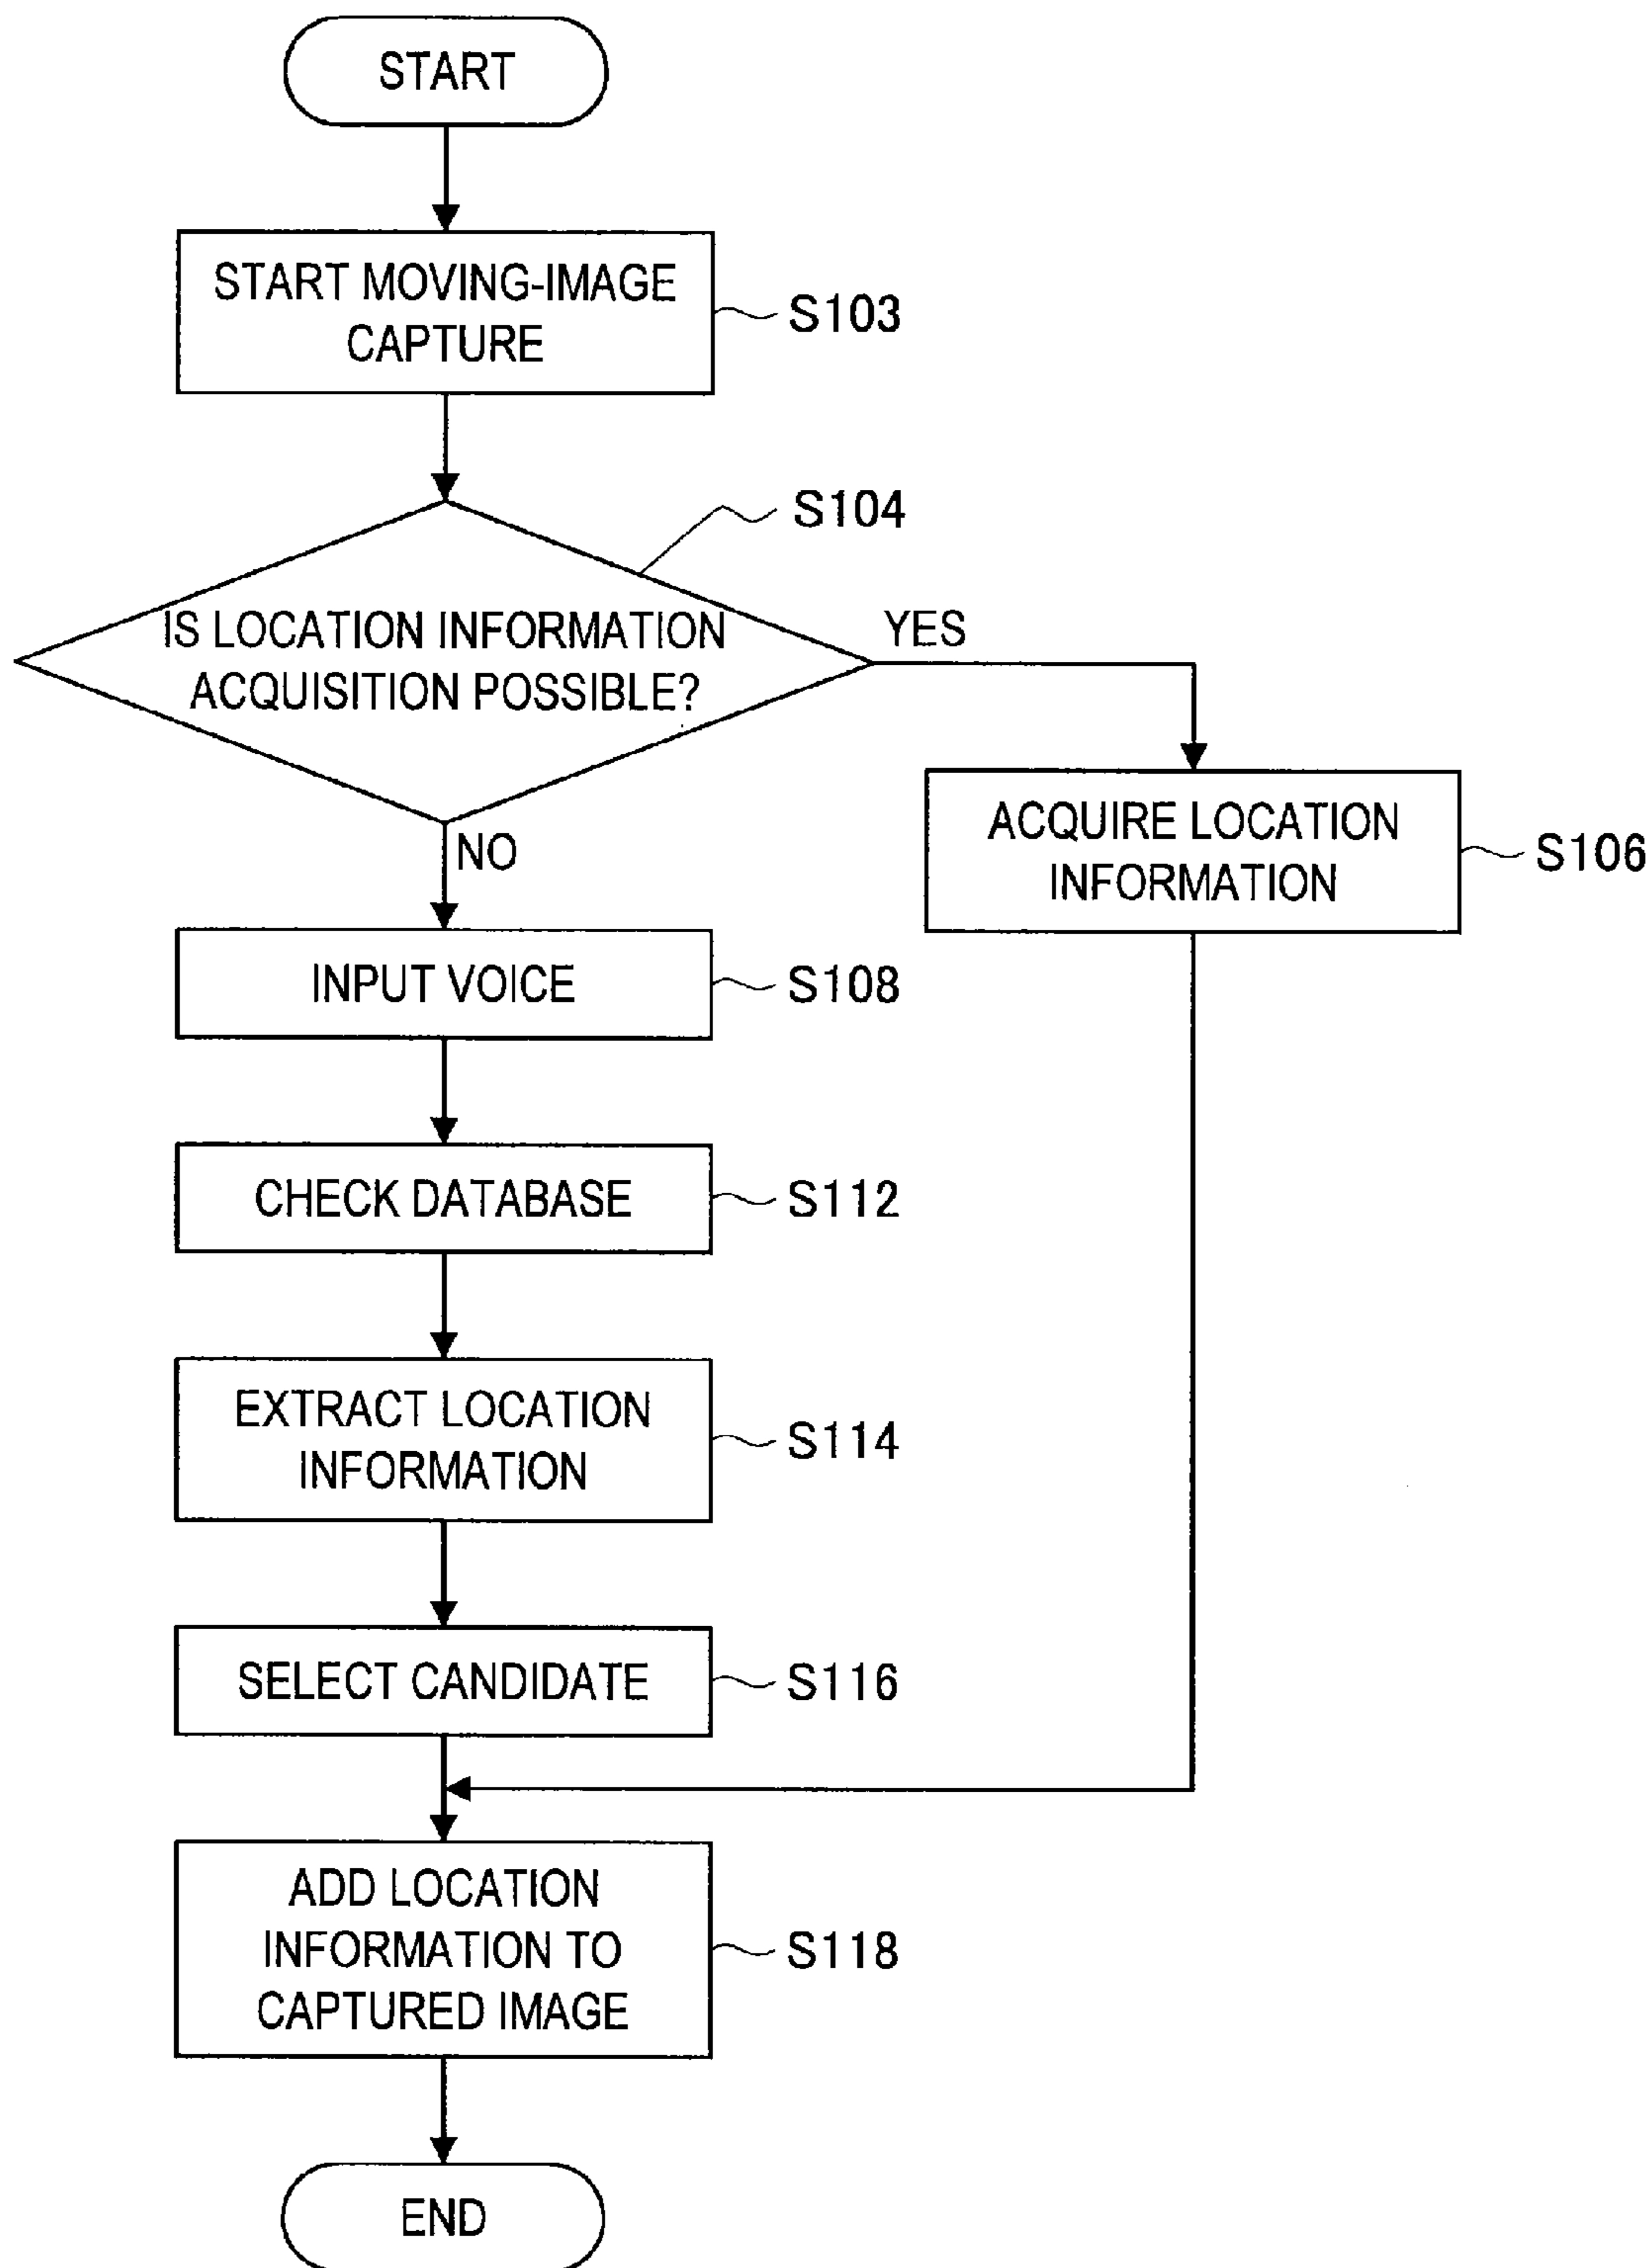 START
START MOVING-IMAGE
CAPTURE
S103
S104
IS LOCATION INFORMATION
ACQUISITION POSSIBLE?
YES
NO
ACQUIRE LOCATION
INFORMATION
S106
INPUT VOICE
S108
CHECK DATABASE
S112
EXTRACT LOCATION
INFORMATION
S114
SELECT CANDIDATE
S116
ADD LOCATION
INFORMATION TO
CAPTURED IMAGE
S118
END